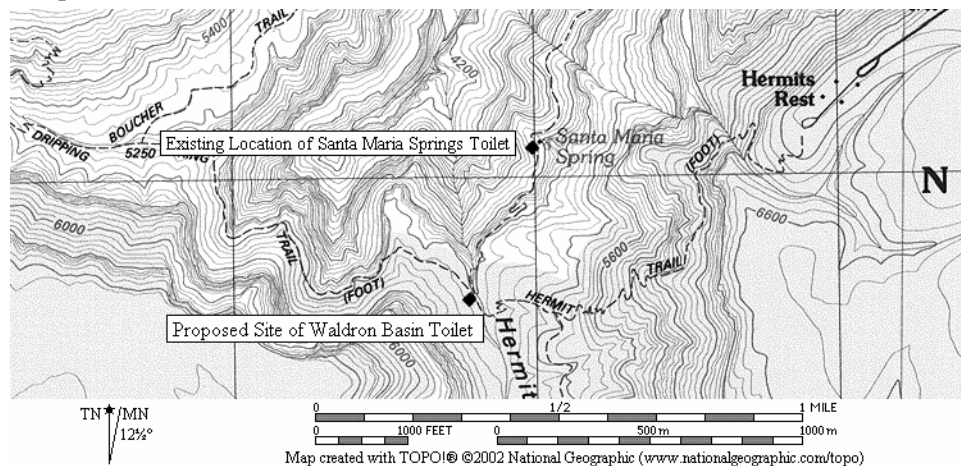 5400
TRAIL
4200
Hermits
Rest
BOUCHER
DRIPPING
5250
Existing Location of Santa Maria Springs Toilet
Santa Maria
Spring
(FOOT)
N
6000
6600
TRAIL
(FOOT)
5600
TRAIL
HERMIT
Proposed Site of Waldron Basin Toilet
6000
Hermit
TN MN
12½°
0 1/2 1 MILE
0 1000 FEET 0 500 m 1000 m
Map created with TOPO!® ©2002 National Geographic (www.nationalgeographic.com/topo)